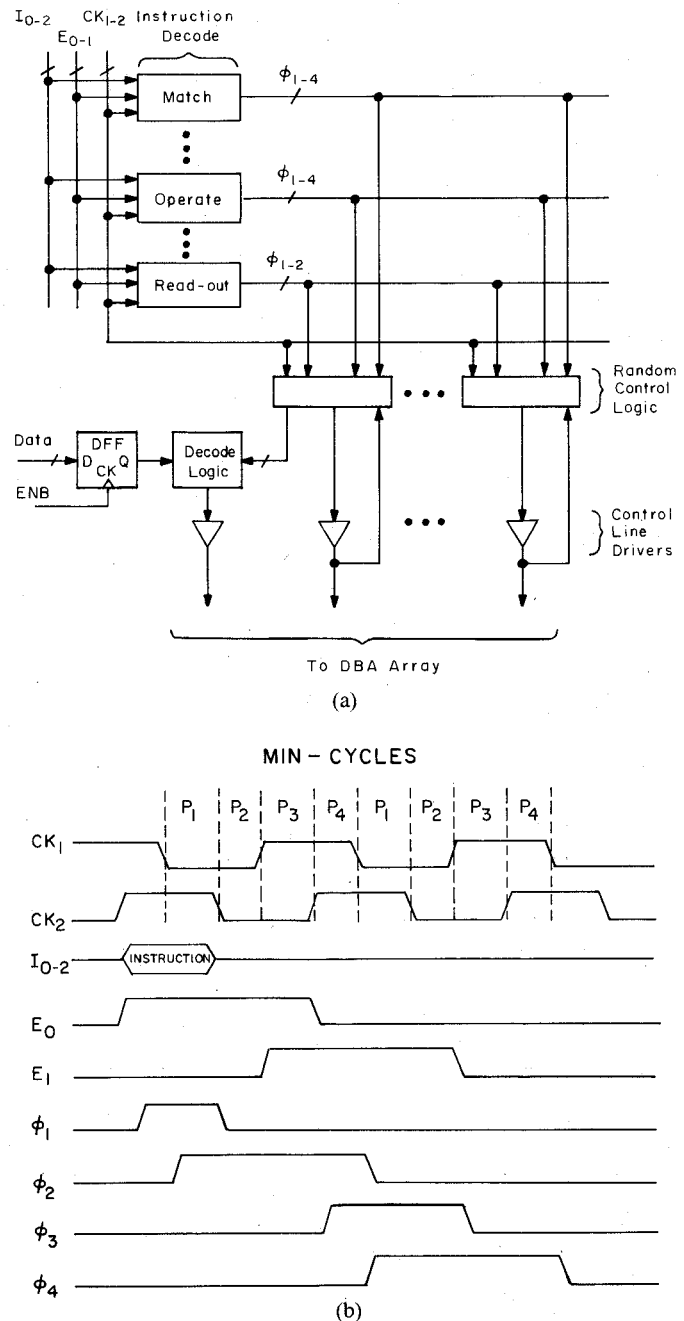 I0-2 CK1-2 Instruction
E0-1 Decode
Match ϕ1-4
Operate ϕ1-4
Read-out ϕ1-2
Random
Control
Logic
Data DFF
D Q
CK
Decode
Logic
ENB
Control
Line
Drivers
To DBA Array
(a)
MIN - CYCLES
P1 P2 P3 P4 P1 P2 P3 P4
CK1
CK2
I0-2 INSTRUCTION
E0
E1
ϕ1
ϕ2
ϕ3
ϕ4
(b)